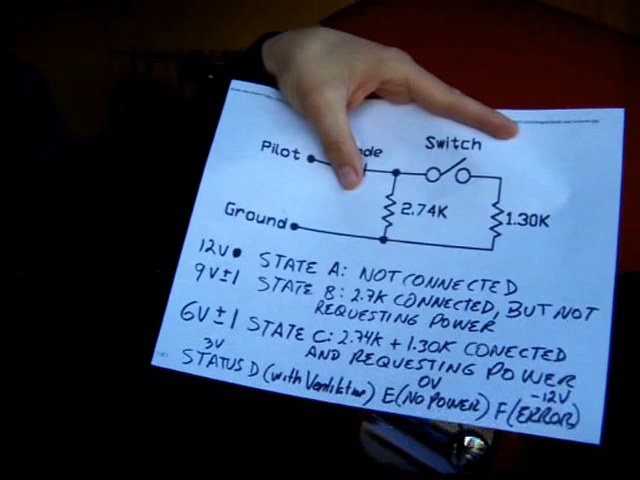 Switch
Pilot
2.74K
1.30K
Ground
12V
STATE A: NOT CONNECTED
9V±1
STATE B: 2.7K CONNECTED, BUT NOT
REQUESTING POWER
6V±1
STATE C: 2.74K + 1.30K CONECTED
AND REQUESTING POWER
3V
0V
-12V
STATUS D (with Ventilation) E (NO POWER) F (ERROR)